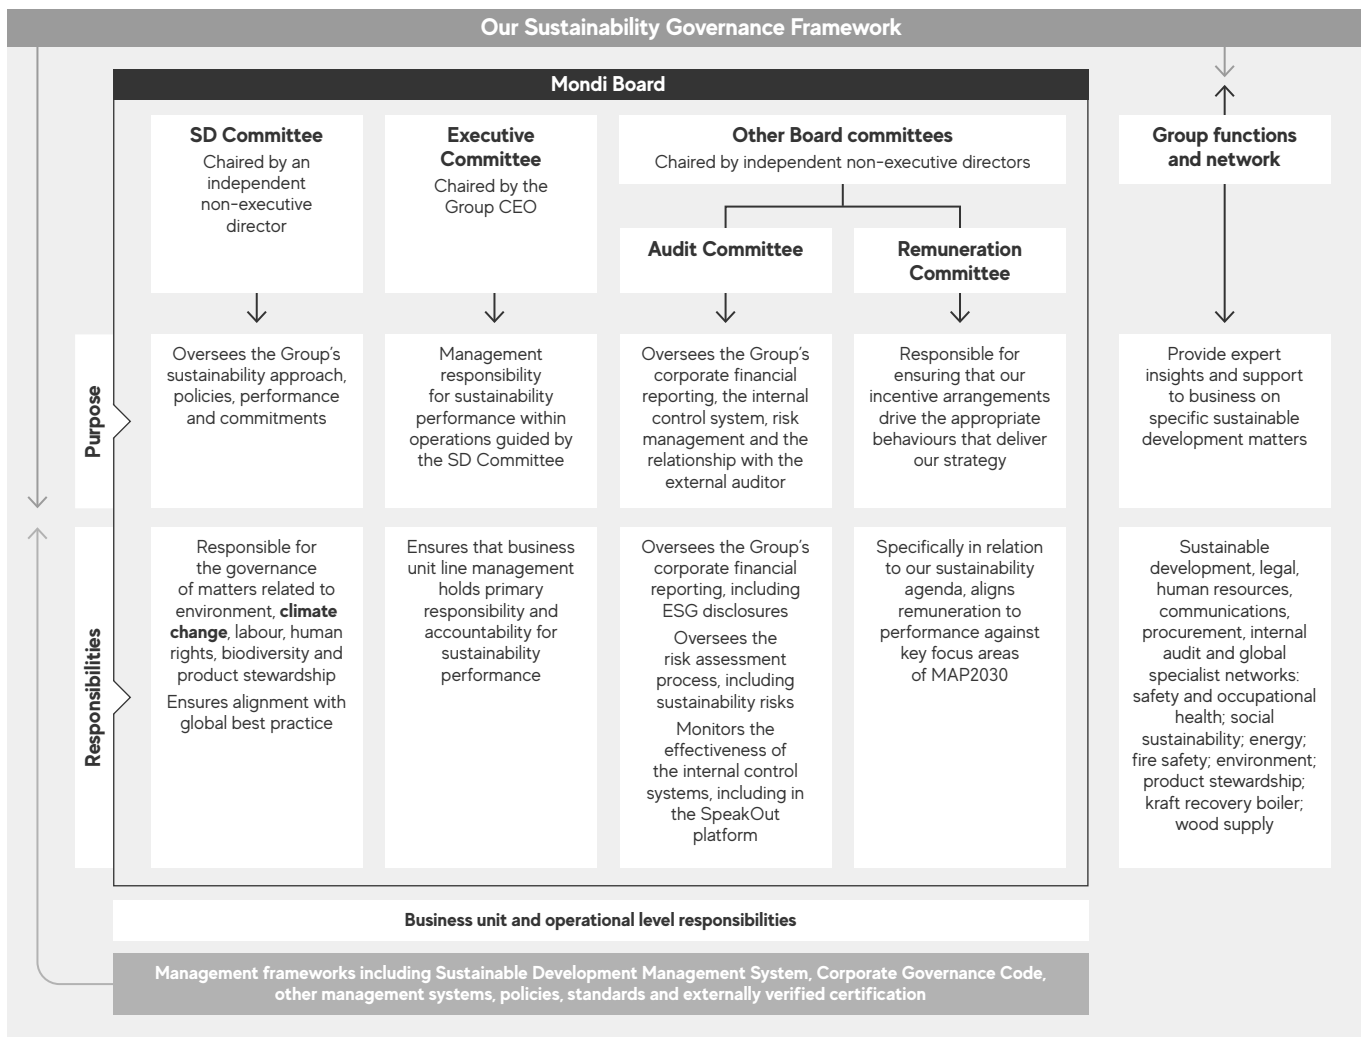 Our Sustainability Governance Framework
Mondi Board
SD Committee
Chaired by an
independent
non-executive
director
Executive
Committee
Chaired by the
Group CEO
Other Board committees
Chaired by independent non-executive directors
Audit Committee
Remuneration
Committee
Group functions
and network
Purpose
Oversees the Group's
sustainability approach,
policies, performance
and commitments
Management
responsibility
for sustainability
performance within
operations guided by
the SD Committee
Oversees the Group's
corporate financial
reporting, the internal
control system, risk
management and the
relationship with the
external auditor
Responsible for
ensuring that our
incentive arrangements
drive the appropriate
behaviours that deliver
our strategy
Provide expert
insights and support
to business on
specific sustainable
development matters
Responsibilities
Responsible for
the governance
of matters related to
environment, climate
change, labour, human
rights, biodiversity and
product stewardship
Ensures alignment with
global best practice
Ensures that business
unit line management
holds primary
responsibility and
accountability for
sustainability
performance
Oversees the Group's
corporate financial
reporting, including
ESG disclosures
Oversees the
risk assessment
process, including
sustainability risks
Monitors the
effectiveness of
the internal control
systems, including in
the SpeakOut
platform
Specifically in relation
to our sustainability
agenda, aligns
remuneration to
performance against
key focus areas
of MAP2030
Sustainable
development, legal,
human resources,
communications,
procurement, internal
audit and global
specialist networks:
safety and occupational
health; social
sustainability; energy;
fire safety; environment;
product stewardship;
kraft recovery boiler;
wood supply
Business unit and operational level responsibilities
Management frameworks including Sustainable Development Management System, Corporate Governance Code,
other management systems, policies, standards and externally verified certification